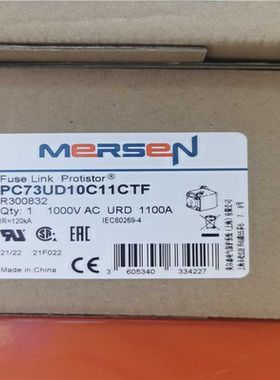 MERSEN
Fuse Link Protistor®
PC73UD10C11CTF
R300832
Qty: 1 1000V AC URD 1100A
IR=120kA IEC60269-4
21/22 21F022
Made in China
3 605340 334227